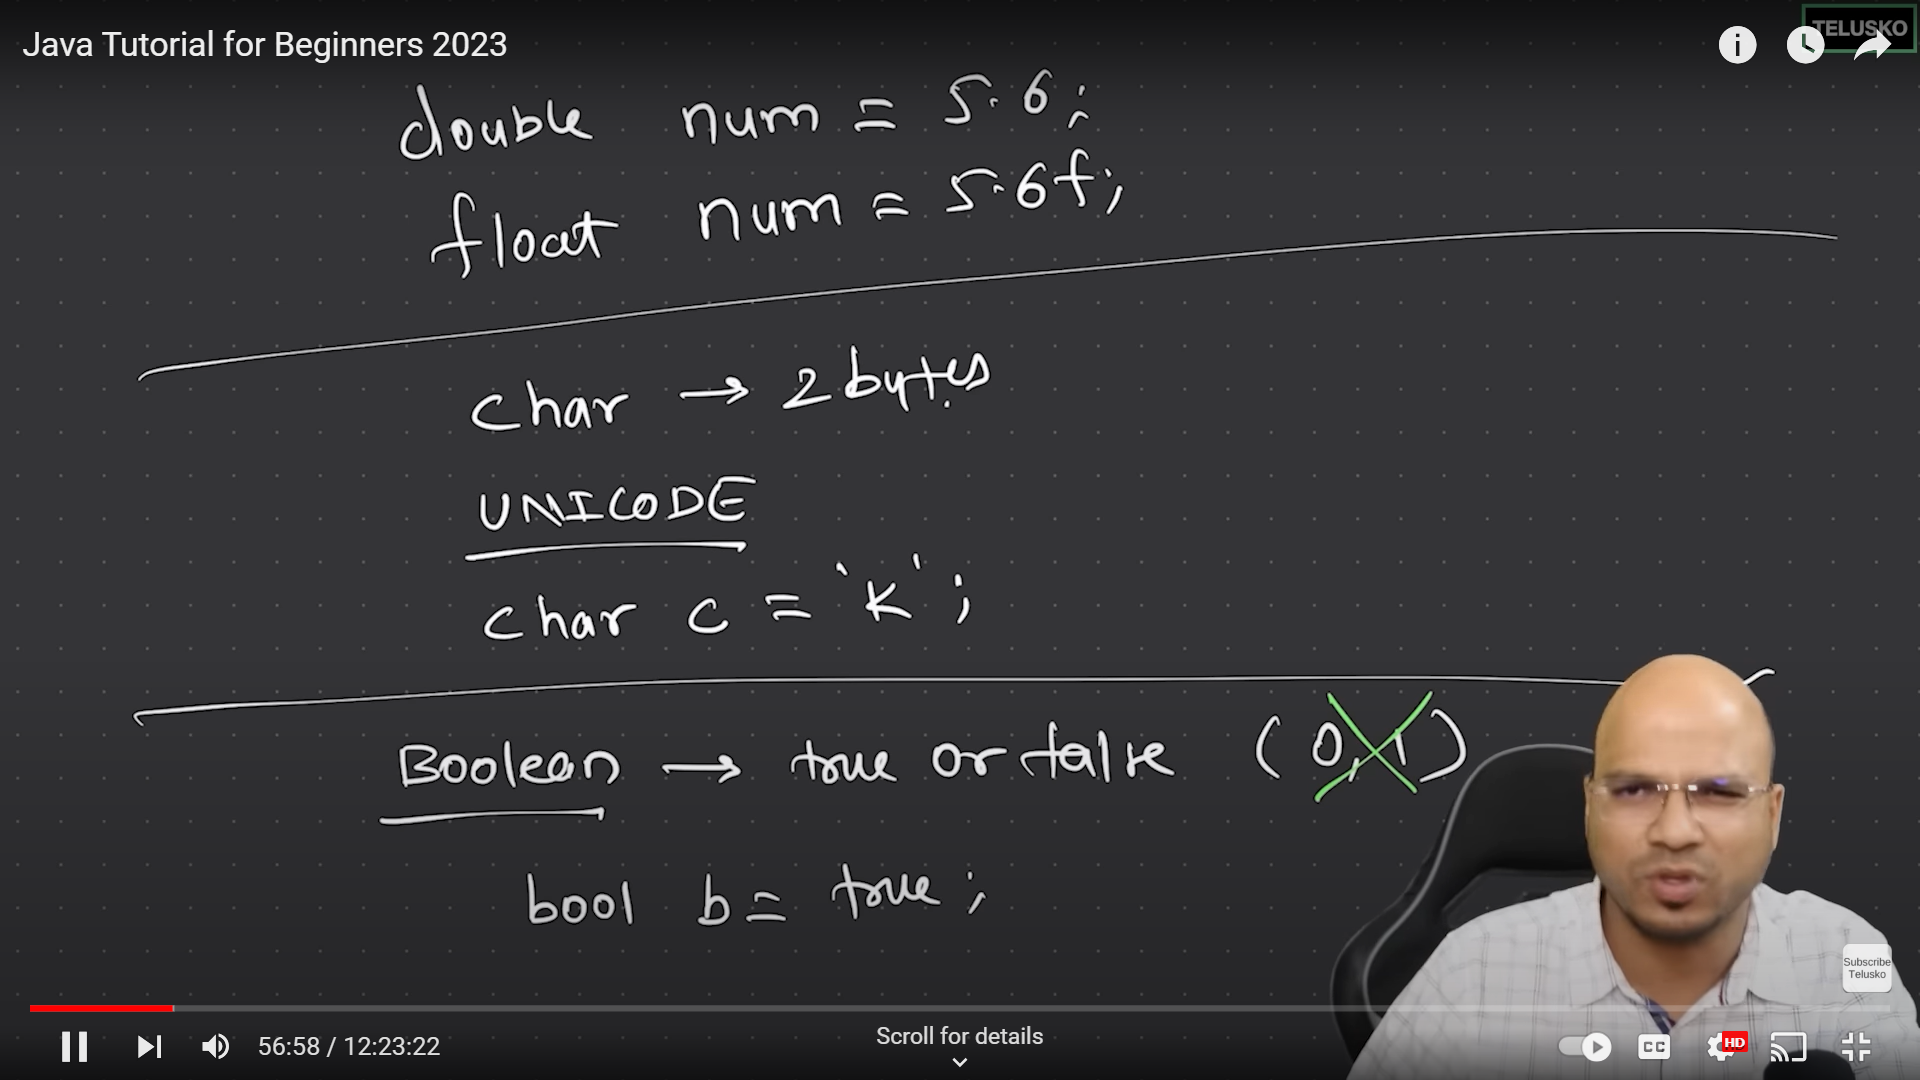 Java Tutorial for Beginners 2023
TELUSKO
double num = 5.6;
float num = 5.6f;
char → 2 bytes
UNICODE
char c = 'k';
Boolean → true or false (0,1)
bool b = true;
Subscribe
Telusko
56:58 / 12:23:22
Scroll for details
CC
HD